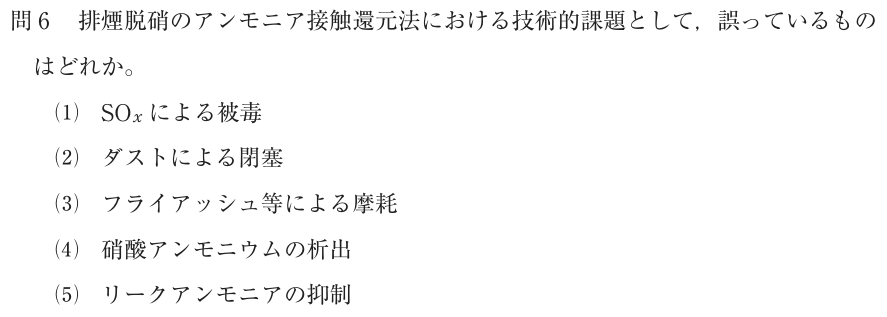 問6 排煙脱硝のアンモニア接触還元法における技術的課題として，誤っているもの
はどれか。
(1) SOxによる被毒
(2) ダストによる閉塞
(3) フライアッシュ等による摩耗
(4) 硝酸アンモニウムの析出
(5) リークアンモニアの抑制